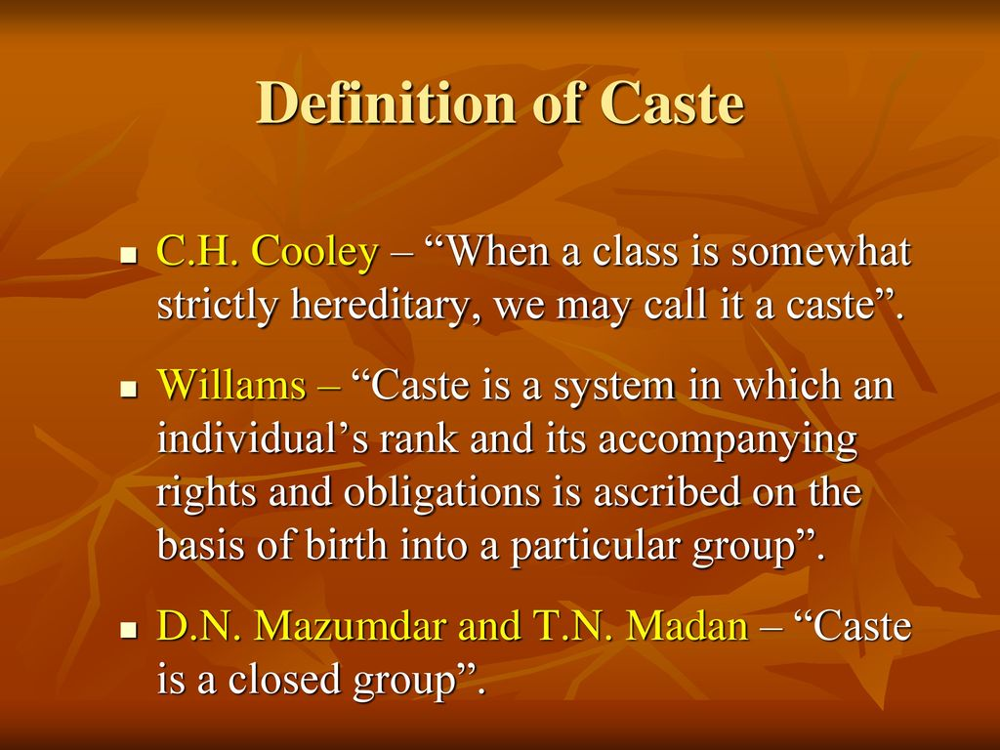 Definition of Caste
C.H. Cooley – “When a class is somewhat
strictly hereditary, we may call it a caste”.
Willams – “Caste is a system in which an
individual’s rank and its accompanying
rights and obligations is ascribed on the
basis of birth into a particular group”.
D.N. Mazumdar and T.N. Madan – “Caste
is a closed group”.